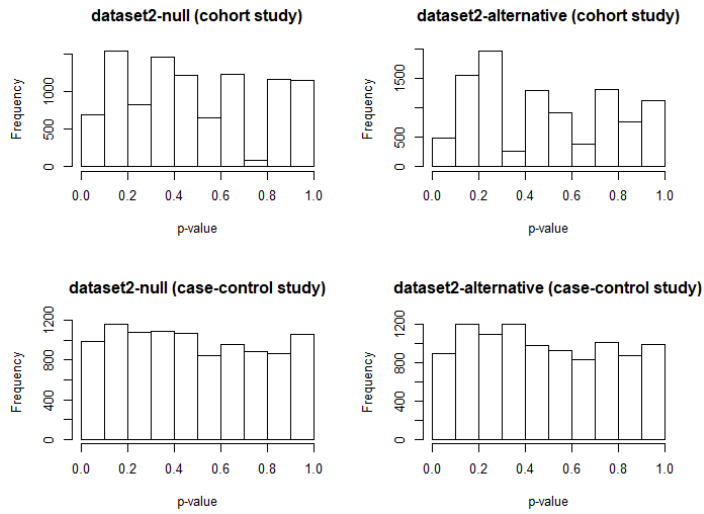 dataset2-null (cohort study)
Frequency
0 500 1000
0.0 0.2 0.4 0.6 0.8 1.0
p-value
dataset2-alternative (cohort study)
Frequency
0 500 1500
0.0 0.2 0.4 0.6 0.8 1.0
p-value
dataset2-null (case-control study)
Frequency
0 400 800 1200
0.0 0.2 0.4 0.6 0.8 1.0
p-value
dataset2-alternative (case-control study)
Frequency
0 400 800 1200
0.0 0.2 0.4 0.6 0.8 1.0
p-value